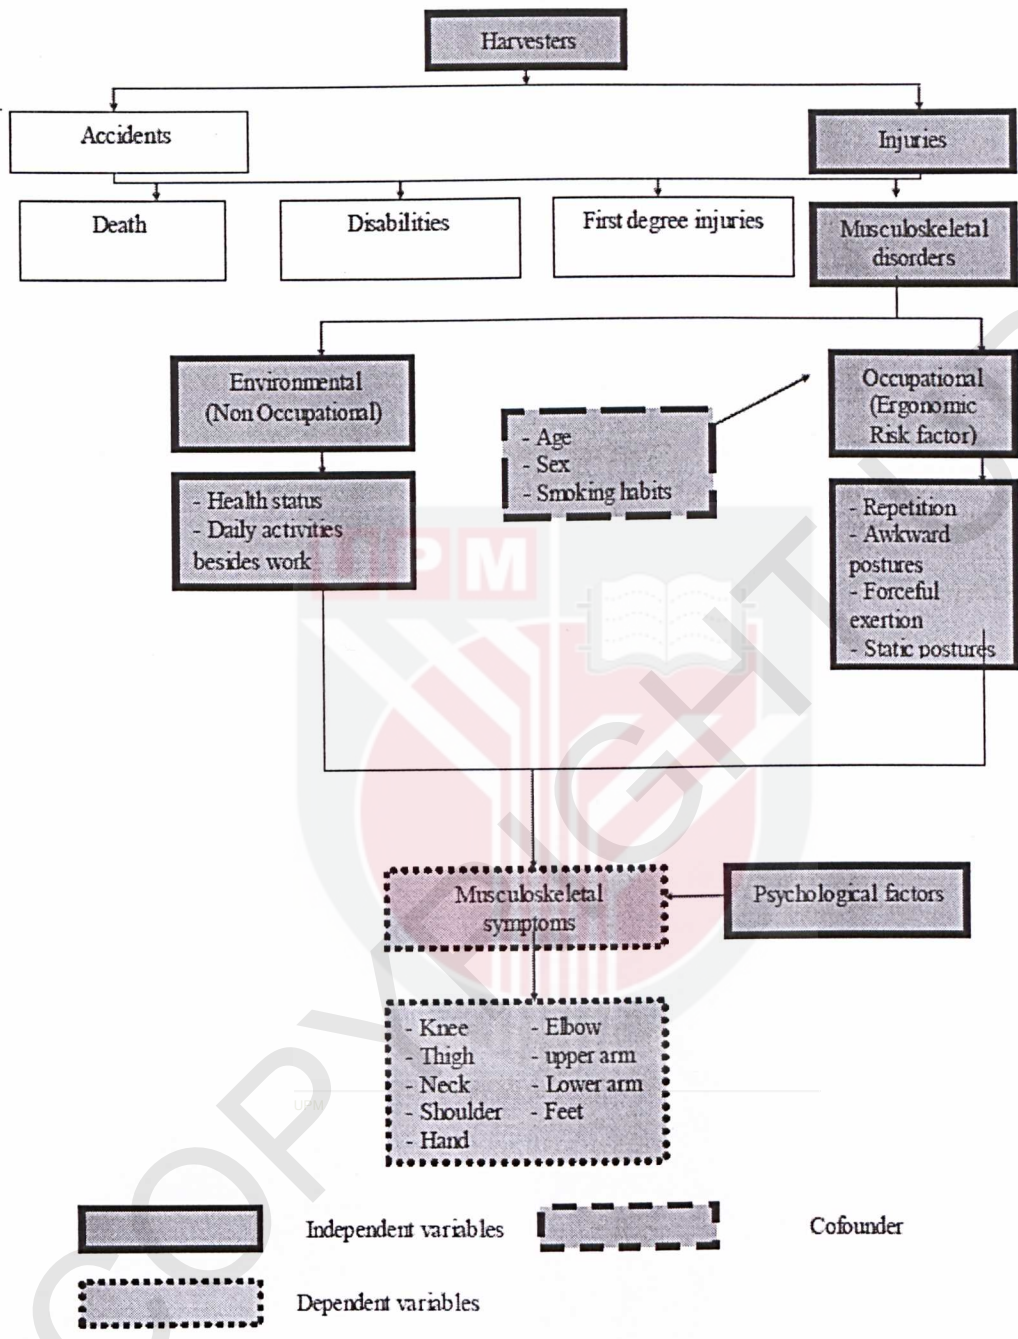 Harvesters
Accidents
Injuries
Death
Disabilities
First degree injuries
Musculoskeletal
disorders
Environmental
(Non Occupational)
Occupational
(Ergonomic
Risk factor)
- Age
- Sex
- Smoking habits
- Health status
- Daily activities
besides work
- Repetition
- Awkward
postures
- Forceful
exertion
- Static postures
UPM
Musculoskeletal
symptoms
Psychological factors
- Knee
- Thigh
- Neck
- Shoulder
- Hand
- Elbow
- upper arm
- Lower arm
- Feet
UPM
Independent variables
Cofounder
Dependent variables
COPYRIGHT